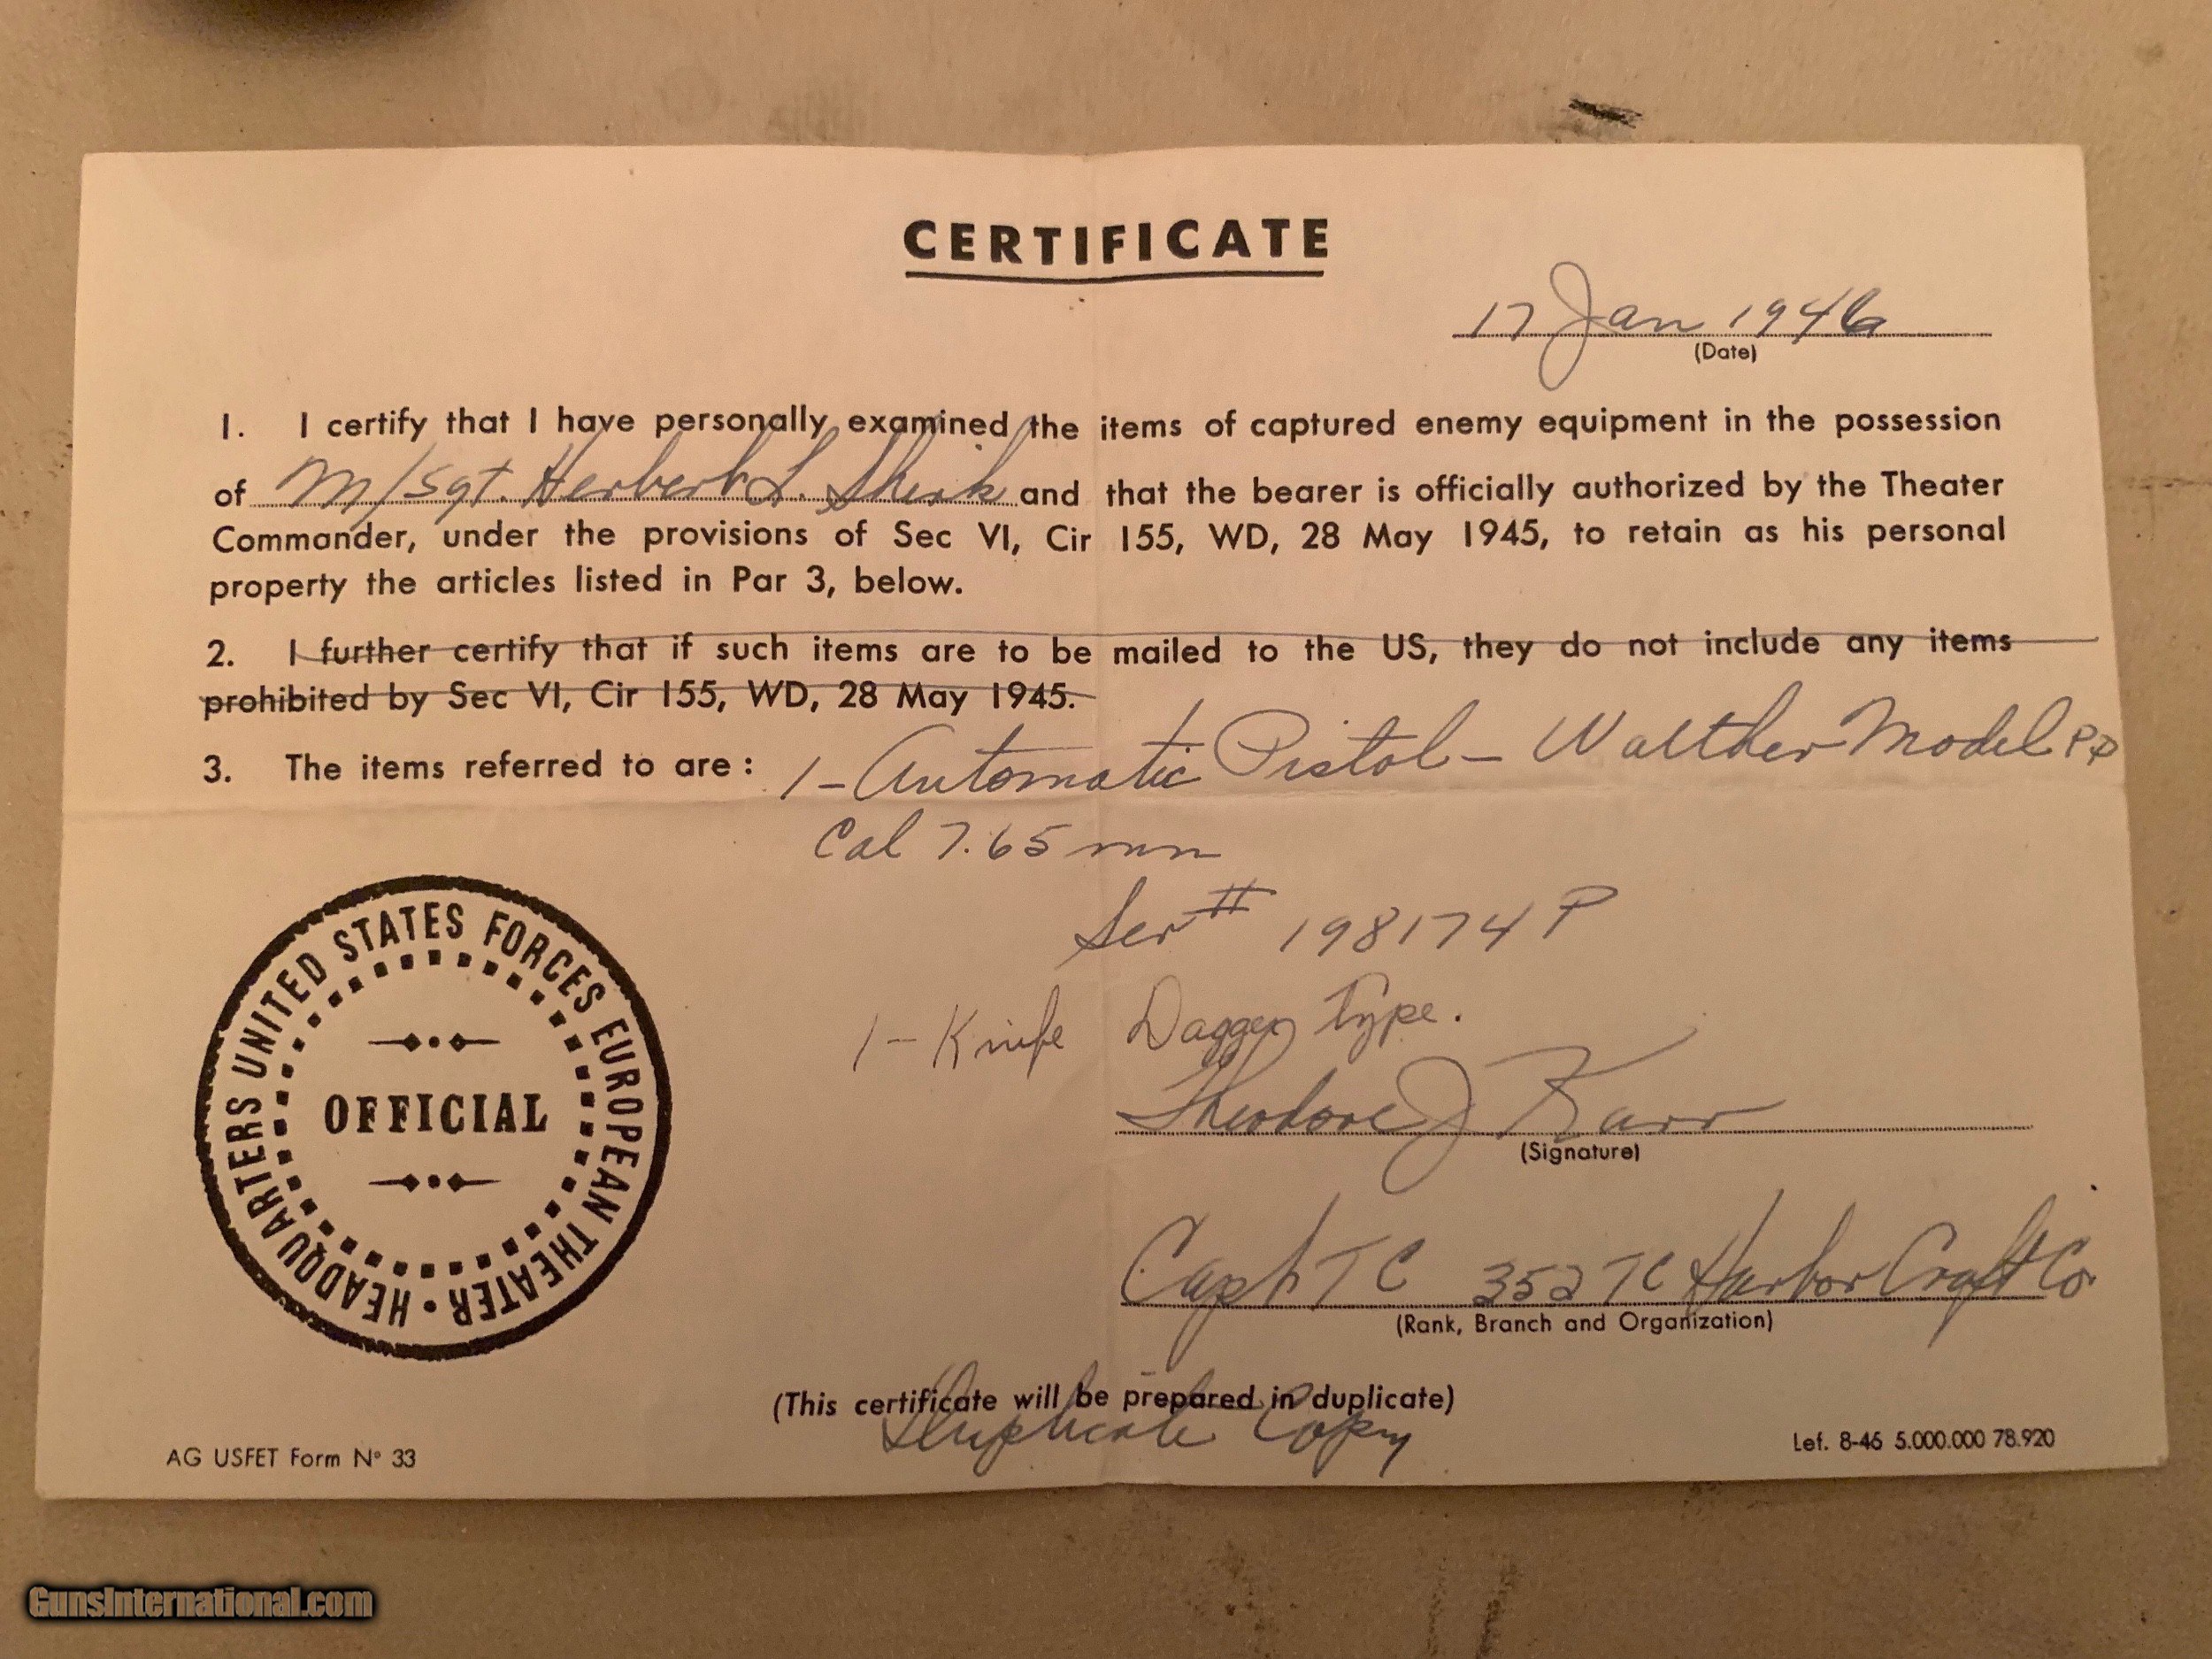 CERTIFICATE
17 Jan 1946
(Date)
1. I certify that I have personally examined the items of captured enemy equipment in the possession
of M/Sgt. Herbert L. Shirk and that the bearer is officially authorized by the Theater
Commander, under the provisions of Sec VI, Cir 155, WD, 28 May 1945, to retain as his personal
property the articles listed in Par 3, below.
2. I further certify that if such items are to be mailed to the US, they do not include any items
prohibited by Sec VI, Cir 155, WD, 28 May 1945.
3. The items referred to are: 1-Automatic Pistol - Walther Model PP
Cal 7.65 mm
Ser # 198174 P
1 - Knife Dagger Type.
Theodore J Karr
(Signature)
Capt TC 352 TC Harbor Craft Co.
(Rank, Branch and Organization)
HEADQUARTERS UNITED STATES FORCES EUROPEAN THEATER •
OFFICIAL
(This certificate will be prepared in duplicate)
Duplicate Copy
AG USFET Form No 33
Lef. 8-45 5.000.000 78.920
GunsInternational.com